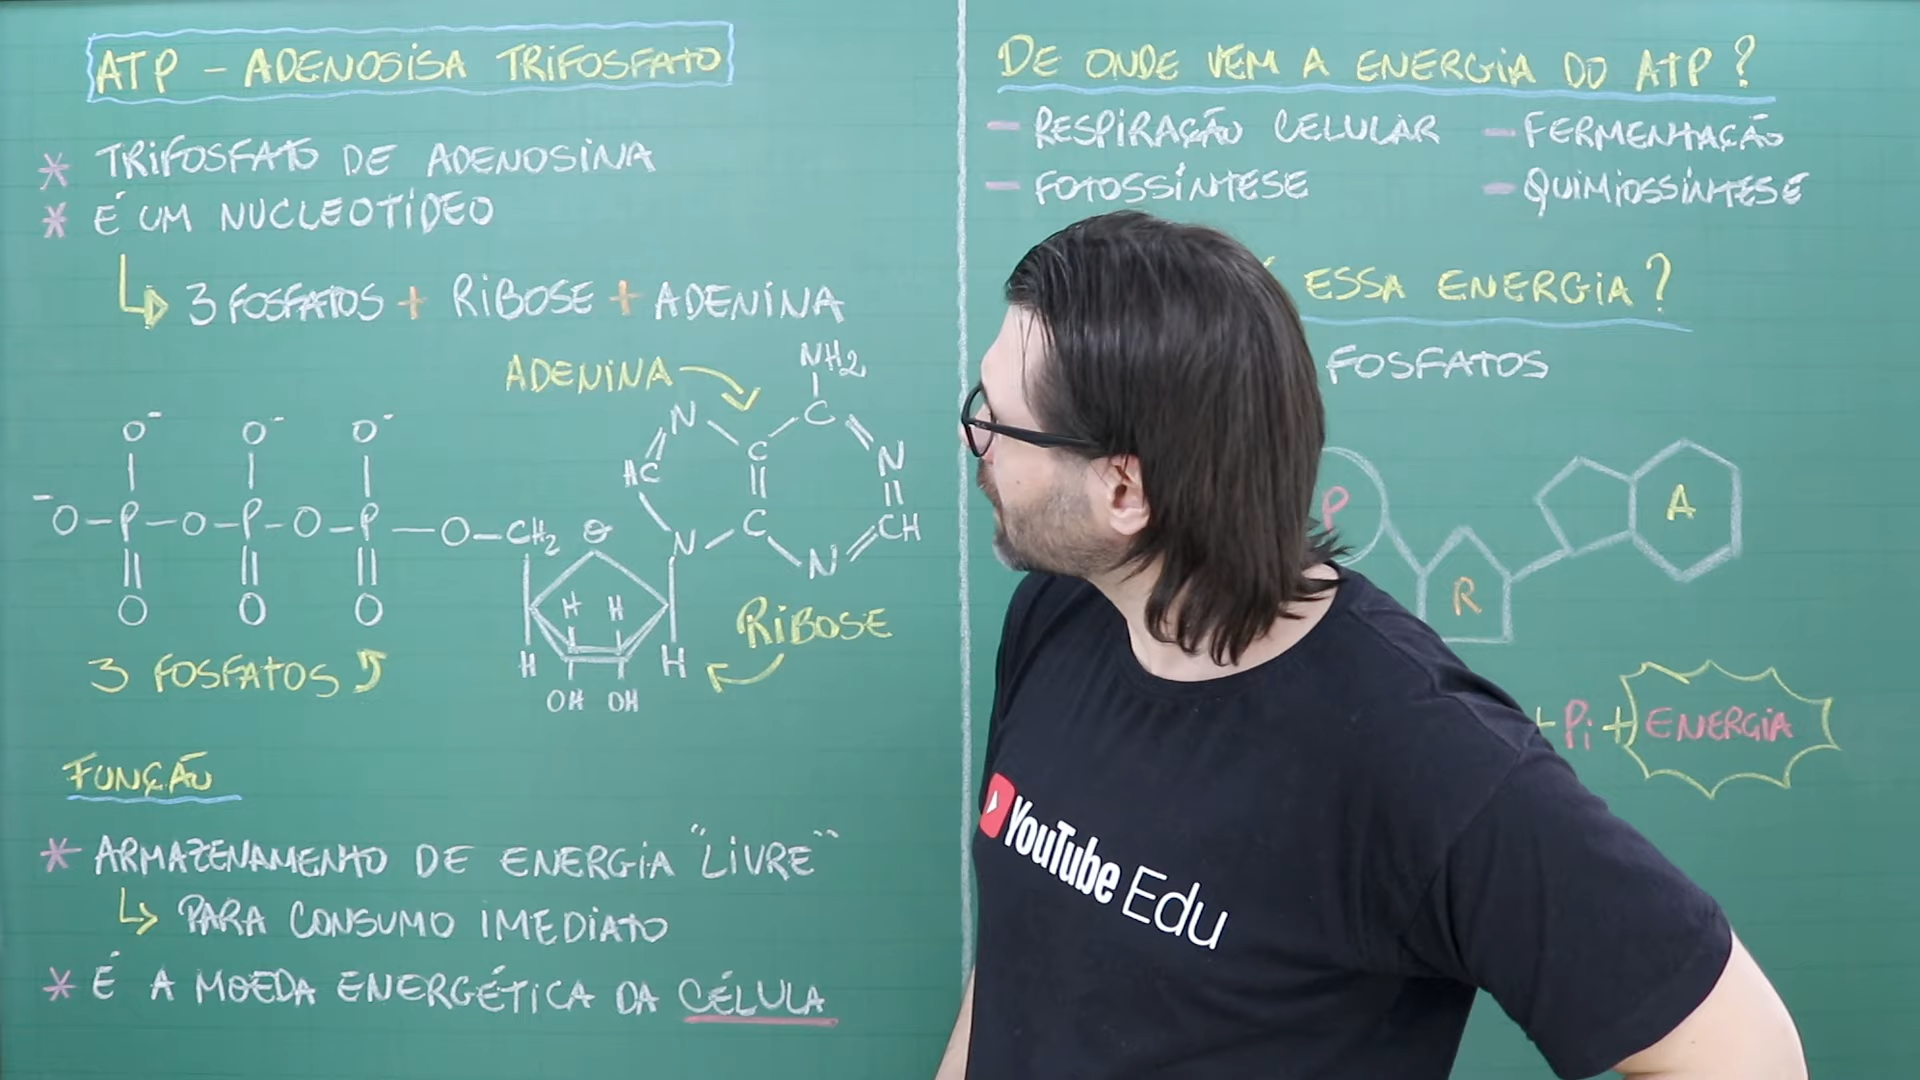 ATP - ADENOSISA TRIFOSFATO
* TRIFOSFATO DE ADENOSINA
* É UM NUCLEOTÍDEO
3 FOSFATOS + RIBOSE + ADENINA
ADENINA
NH2
N C N
HC C
O⁻ O⁻ O⁻
⁻O-P-O-P-O-P-O-CH2 O N C N CH
O O O
H H
RIBOSE
H H
OH OH
3 FOSFATOS
FUNÇÃO
* ARMAZENAMENTO DE ENERGIA "LIVRE"
PARA CONSUMO IMEDIATO
* É A MOEDA ENERGÉTICA DA CÉLULA
DE ONDE VEM A ENERGIA DO ATP?
- RESPIRAÇÃO CELULAR - FERMENTAÇÃO
- FOTOSSÍNTESE - QUIMIOSSÍNTESE
ESSA ENERGIA?
FOSFATOS
P R A
+ Pi + ENERGIA
YouTube Edu